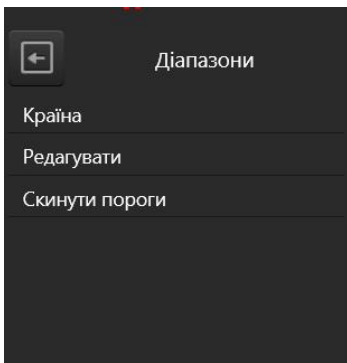 Діапазони
Країна
Редагувати
Скинути пороги